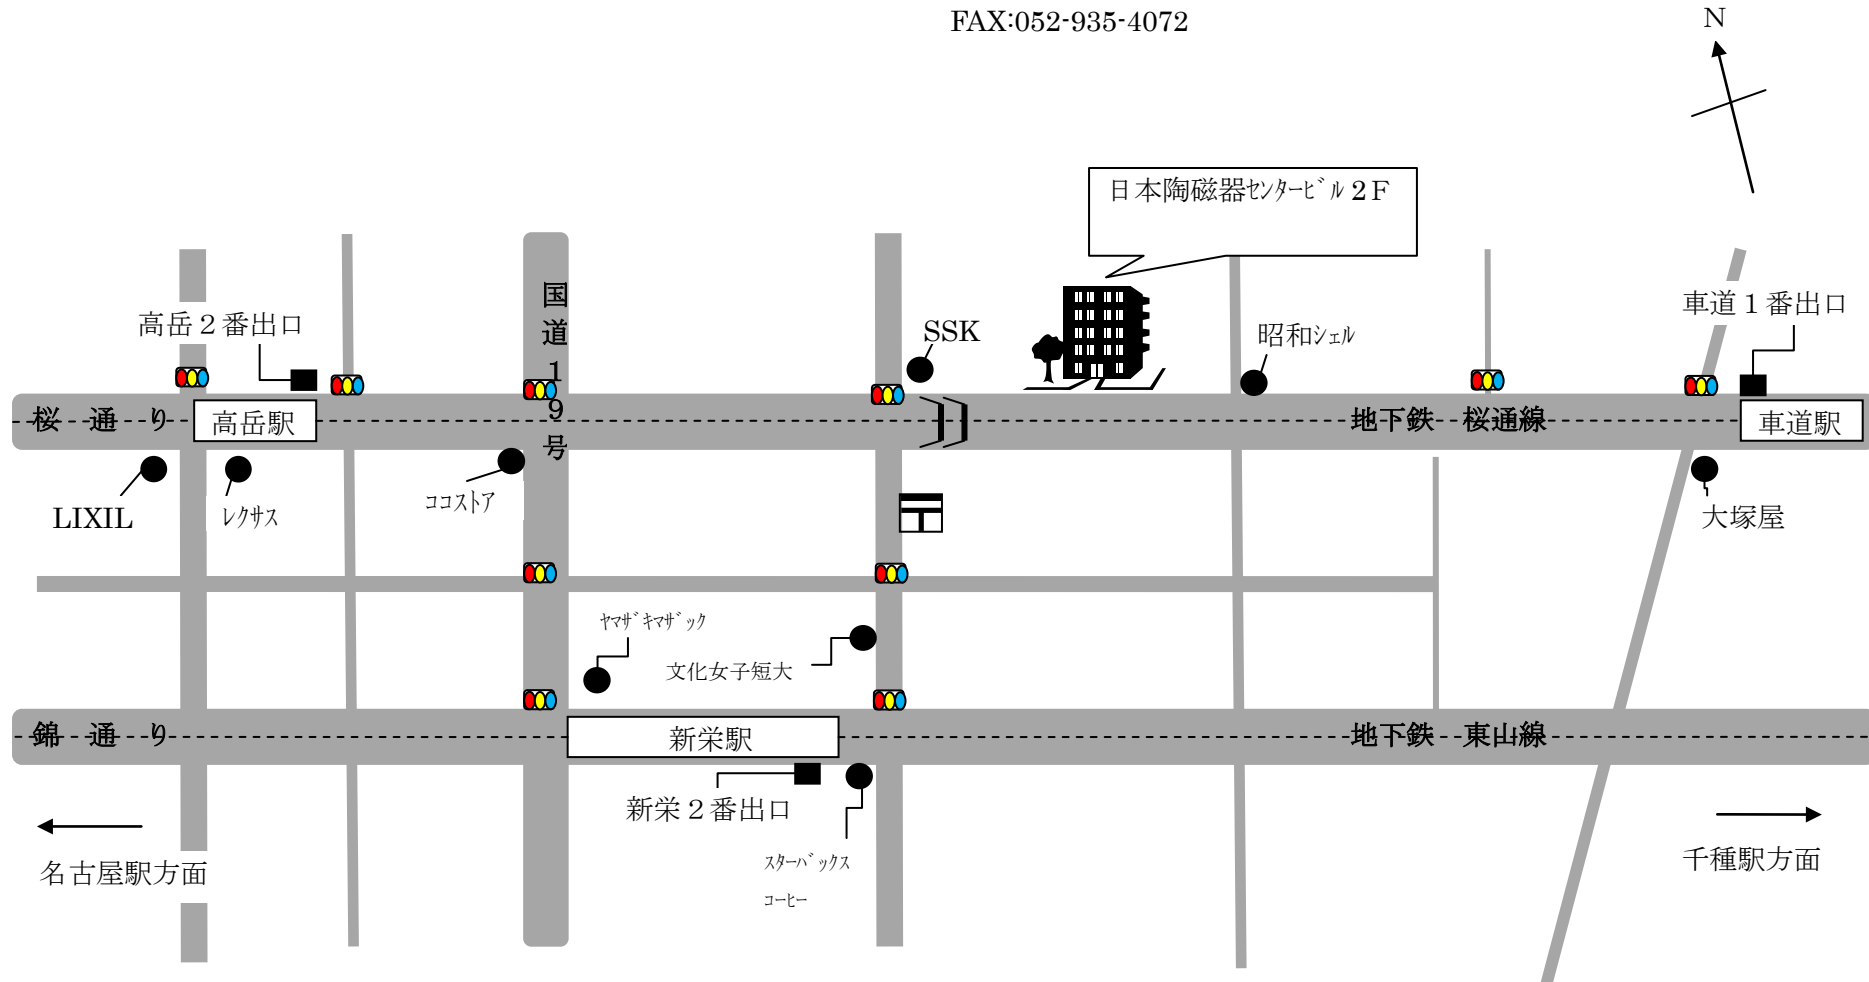 FAX:052-935-4072
N
日本陶磁器ｾﾝﾀｰﾋﾞﾙ２F
国道１９号
高岳２番出口
SSK
昭和ｼｪﾙ
車道１番出口
桜　通　り
高岳駅
地下鉄　桜通線
車道駅
LIXIL
ﾚｸｻｽ
ｺｺｽﾄｱ
大塚屋
ﾔﾏｻﾞｷﾏｻﾞｯｸ
文化女子短大
錦　通　り
新栄駅
地下鉄　東山線
新栄２番出口
ｽﾀｰﾊﾞｯｸｽ
ｺｰﾋｰ
名古屋駅方面
千種駅方面